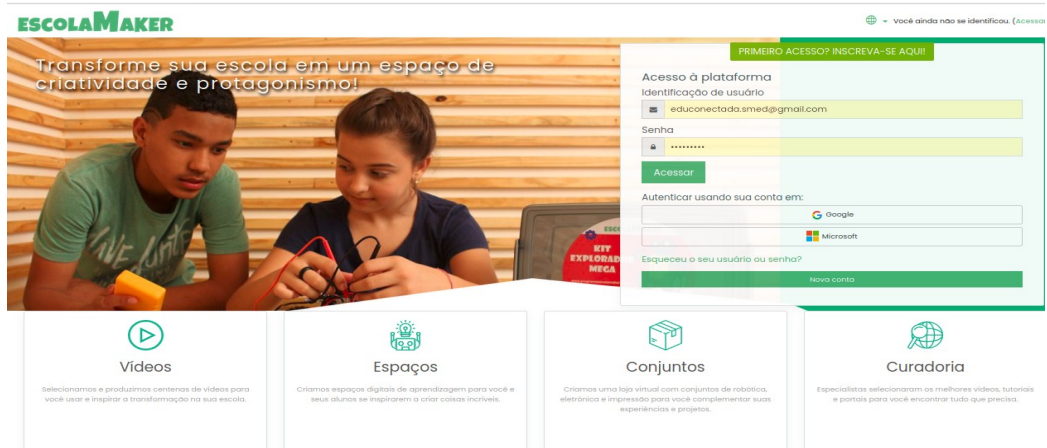 ESCOLAMAKER
Você ainda não se identificou. (Acessar
Transforme sua escola em um espaço de
criatividade e protagonismo!
PRIMEIRO ACESSO? INSCREVA-SE AQUI!
Acesso à plataforma
Identificação de usuário
educonectada.smed@gmail.com
Senha
•••••••••
Acessar
Autenticar usando sua conta em:
Google
Microsoft
Esqueceu o seu usuário ou senha?
Nova conta
KIT
EXPLORAD
MEGA
Vídeos
Selecionamos e produzimos centenas de vídeos para
você usar e inspirar a transformação na sua escola.
Espaços
Criamos espaços digitais de aprendizagem para você e
seus alunos se inspirarem a criar coisas incríveis.
Conjuntos
Criamos uma loja virtual com conjuntos de robótica,
eletrônica e impressão para você complementar suas
experiências e projetos.
Curadoria
Especialistas selecionaram os melhores vídeos, tutoriais
e portais para você encontrar tudo que precisa.